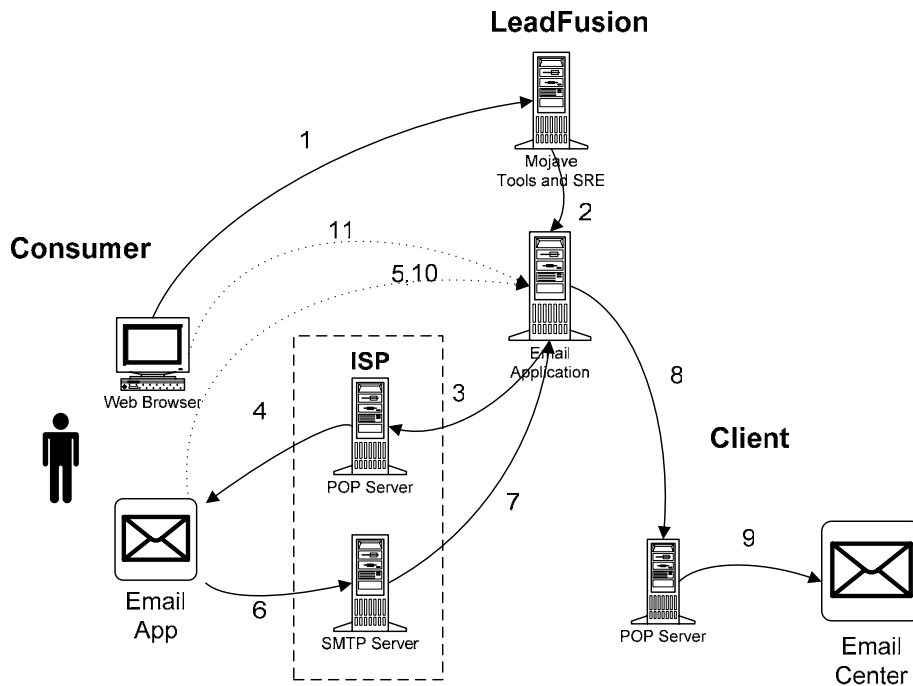 LeadFusion
1
Mojave
Tools and SRE
2
Consumer
11
5,10
Email
Application
ISP
Web Browser
4
3
8
Client
POP Server
7
9
Email
App
6
SMTP Server
POP Server
Email
Center